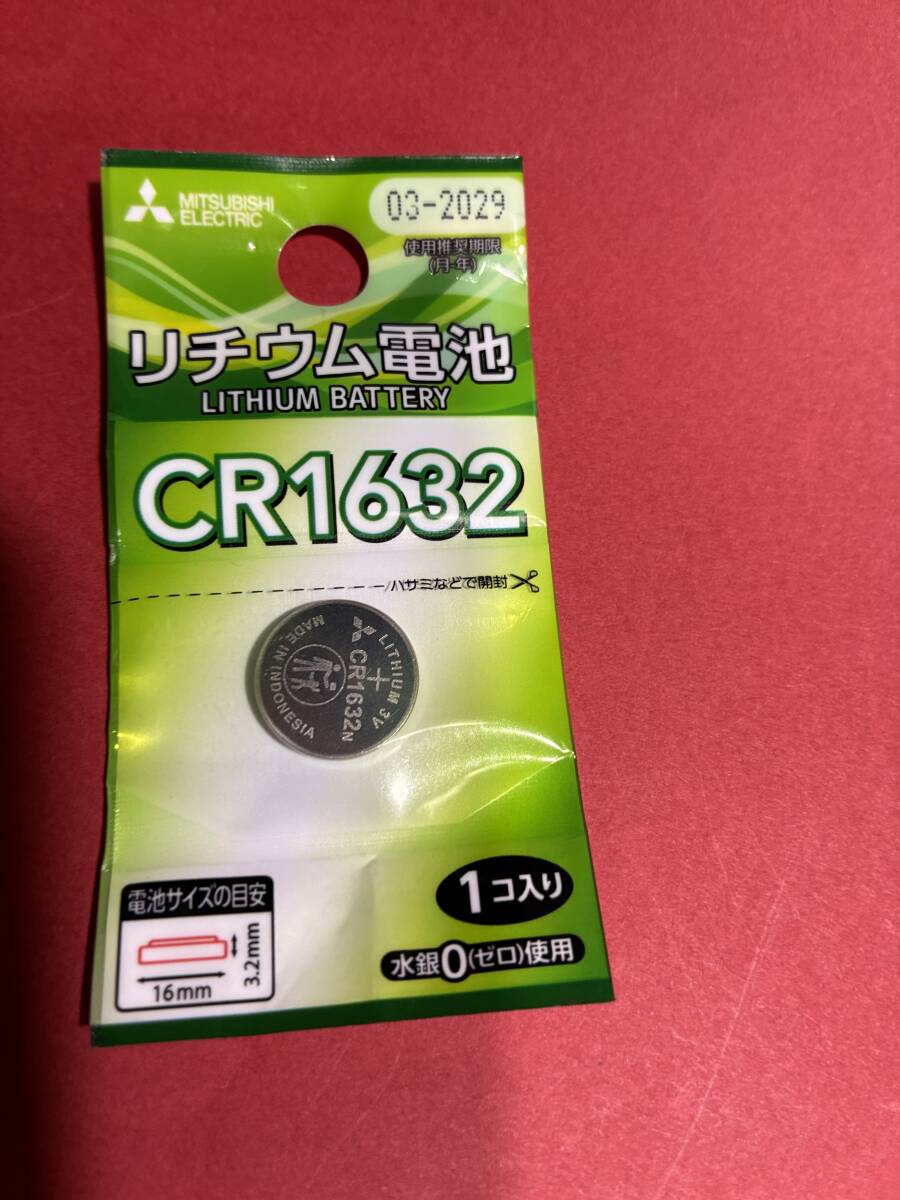 MITSUBISHI
ELECTRIC
03-2029
使用推奨期限
(月-年)
リチウム電池
LITHIUM BATTERY
CR1632
ハサミなどで開封
LITHIUM 3V
+
CR1632N
MADE IN INDONESIA
電池サイズの目安
16mm
3.2mm
1コ入り
水銀0(ゼロ)使用